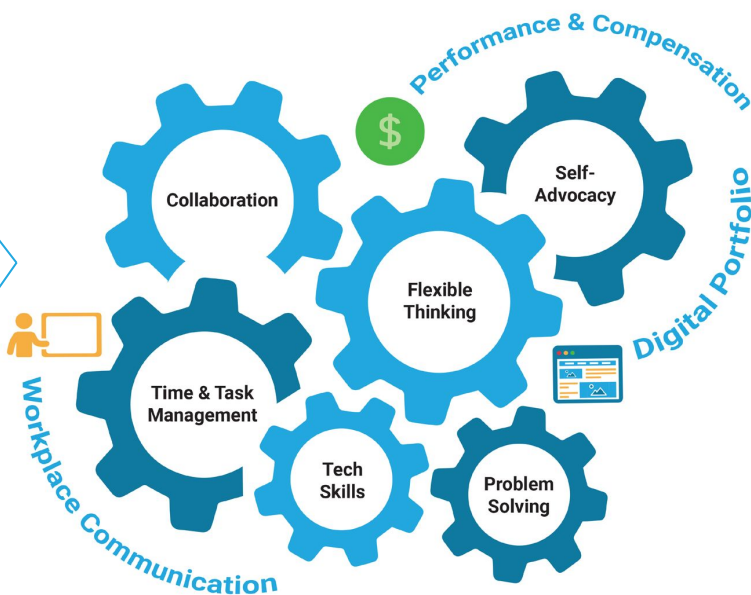 Performance & Compensation
$
Collaboration
Self-
Advocacy
Digital Portfolio
Flexible
Thinking
Time & Task
Management
Workplace Communication
Tech
Skills
Problem
Solving